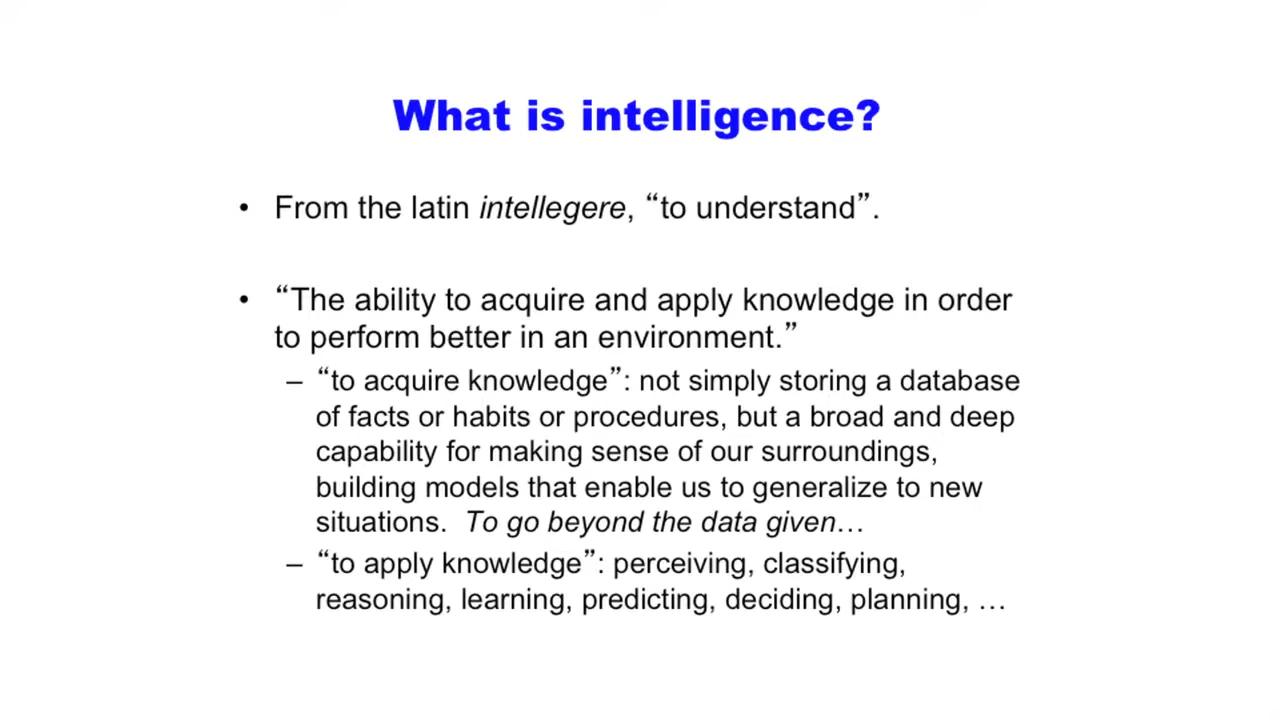 What is intelligence?
• From the latin intellegere, “to understand”.
• “The ability to acquire and apply knowledge in order
to perform better in an environment.”
– “to acquire knowledge”: not simply storing a database
of facts or habits or procedures, but a broad and deep
capability for making sense of our surroundings,
building models that enable us to generalize to new
situations. To go beyond the data given…
– “to apply knowledge”: perceiving, classifying,
reasoning, learning, predicting, deciding, planning, …